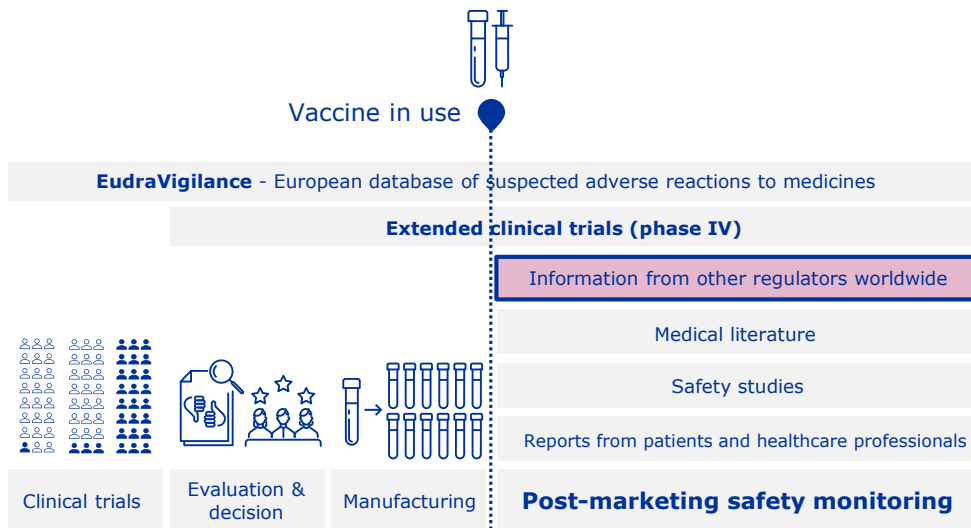 Vaccine in use
EudraVigilance - European database of suspected adverse reactions to medicines
Extended clinical trials (phase IV)
Information from other regulators worldwide
Medical literature
Safety studies
Reports from patients and healthcare professionals
Clinical trials
Evaluation &
decision
Manufacturing
Post-marketing safety monitoring